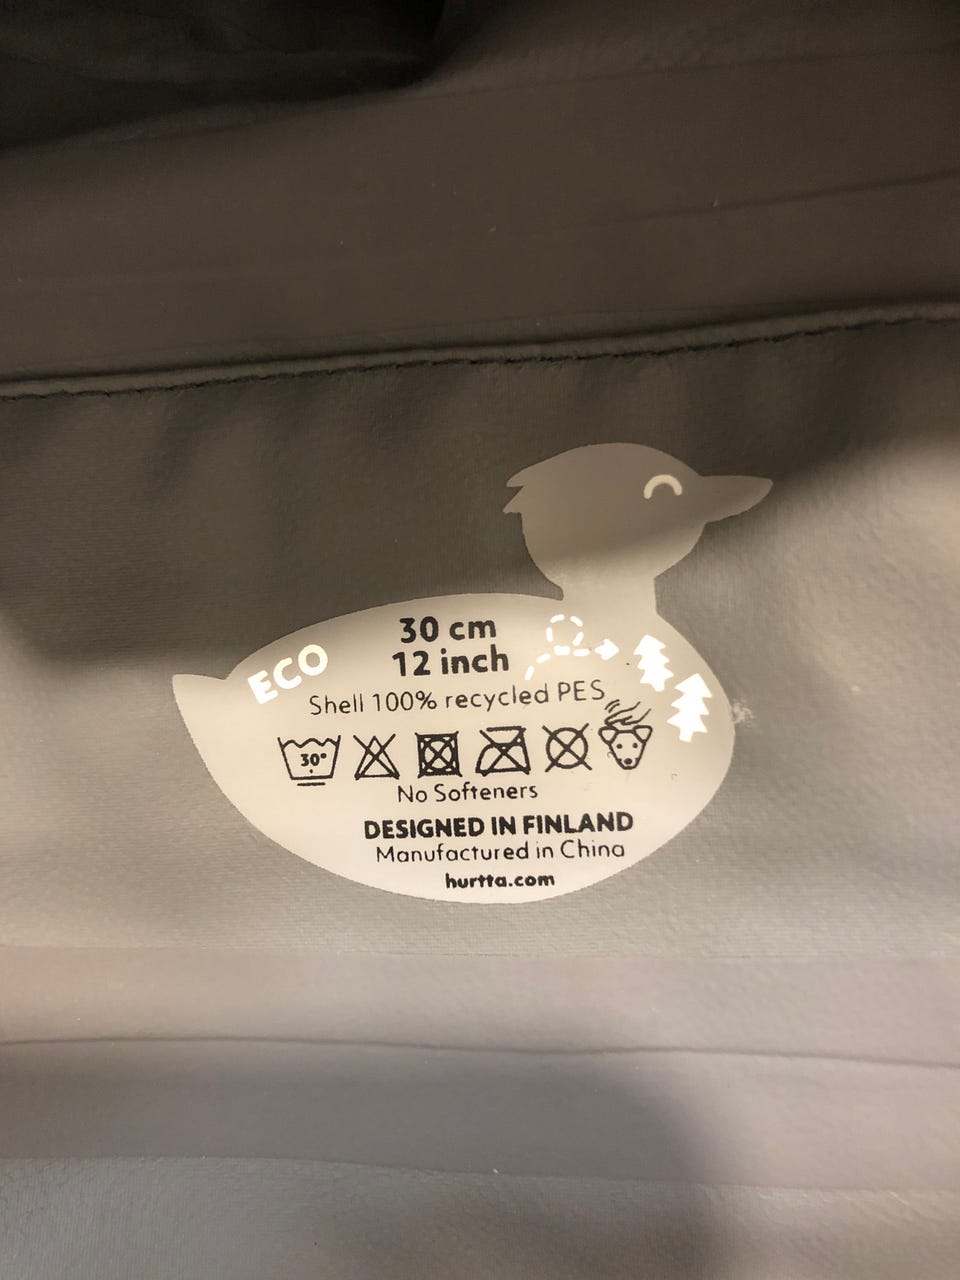 30 cm
12 inch
ECO
Shell 100% recycled PES
30°
No Softeners
DESIGNED IN FINLAND
Manufactured in China
hurtta.com